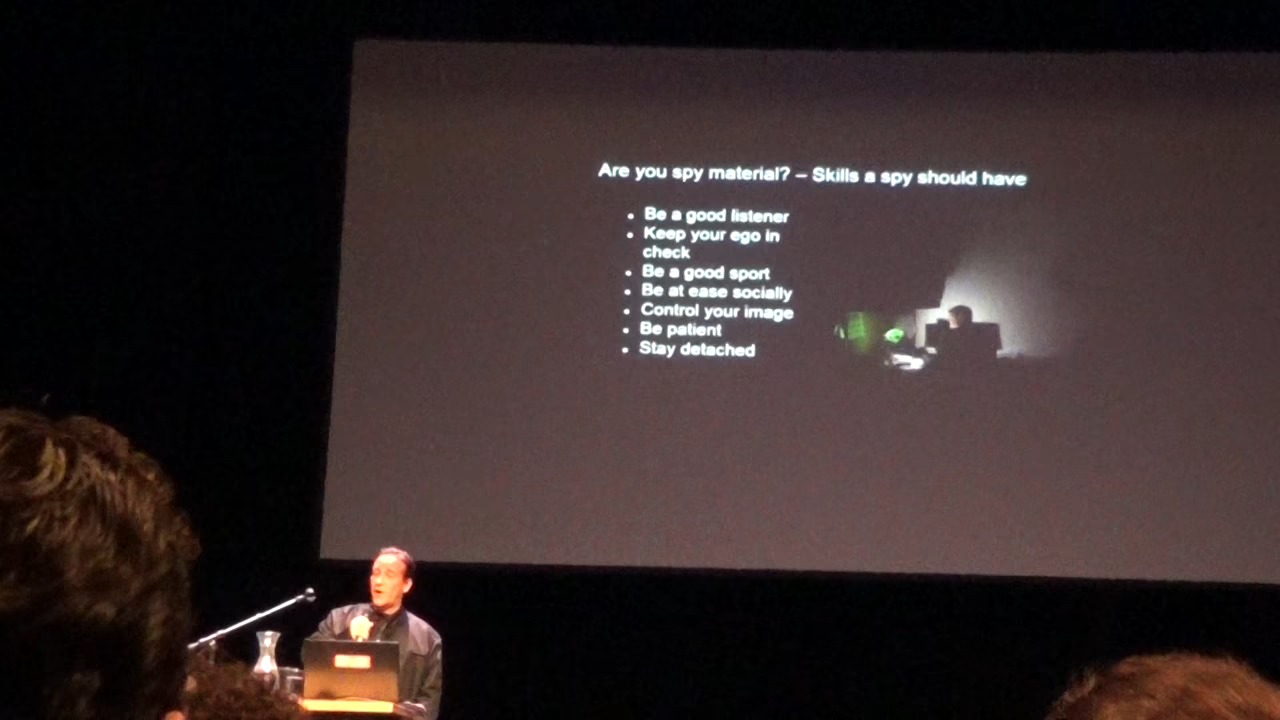 Are you spy material? – Skills a spy should have
• Be a good listener
• Keep your ego in
check
• Be a good sport
• Be at ease socially
• Control your image
• Be patient
• Stay detached